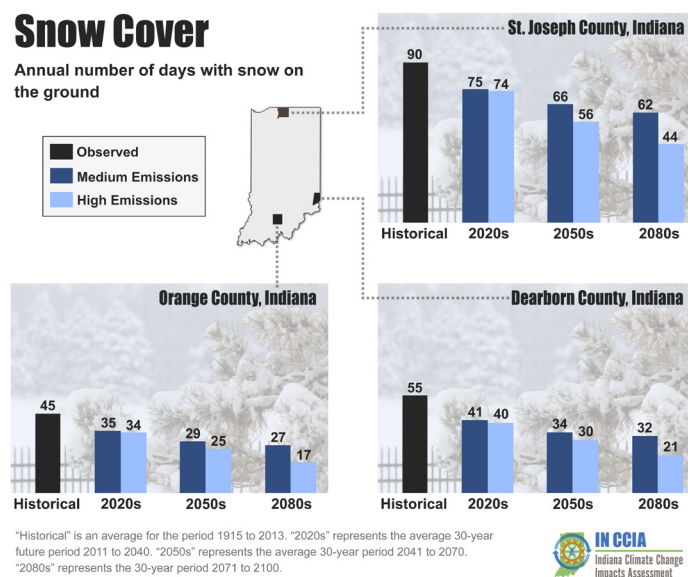 Snow Cover
Annual number of days with snow on
the ground
Observed
Medium Emissions
High Emissions
St. Joseph County, Indiana
90
75 74
66
56
62
44
Historical 2020s 2050s 2080s
Orange County, Indiana
45
35 34
29
25
27
17
Historical 2020s 2050s 2080s
Dearborn County, Indiana
55
41 40
34
30
32
21
Historical 2020s 2050s 2080s
“Historical” is an average for the period 1915 to 2013. “2020s” represents the average 30-year
future period 2011 to 2040. “2050s” represents the average 30-year period 2041 to 2070.
“2080s” represents the 30-year period 2071 to 2100.
IN CCIA
Indiana Climate Change
Impacts Assessment